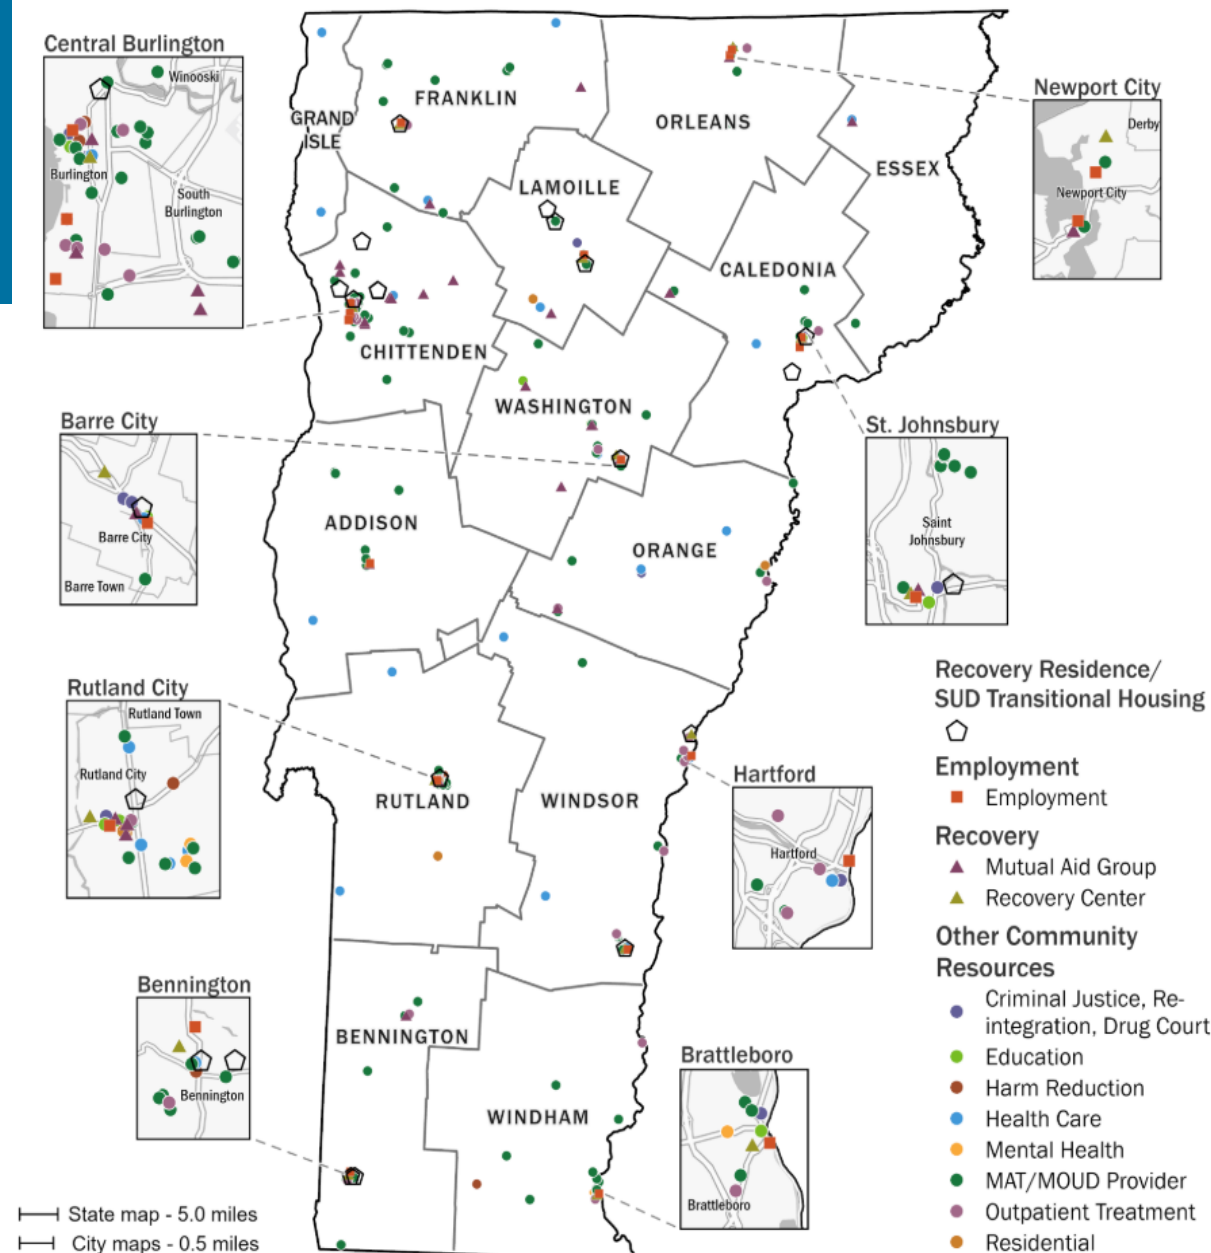 Central Burlington
Winooski
Burlington
South
Burlington
GRAND
ISLE
FRANKLIN
ORLEANS
ESSEX
LAMOILLE
CALEDONIA
CHITTENDEN
WASHINGTON
ADDISON
ORANGE
RUTLAND
WINDSOR
BENNINGTON
WINDHAM
Newport City
Derby
Newport City
Barre City
Barre City
Barre Town
St. Johnsbury
Saint
Johnsbury
Rutland City
Rutland Town
Rutland City
Hartford
Hartford
Bennington
Bennington
Brattleboro
Brattleboro
Recovery Residence/
SUD Transitional Housing
Employment
Employment
Recovery
Mutual Aid Group
Recovery Center
Other Community
Resources
Criminal Justice, Re-
integration, Drug Court
Education
Harm Reduction
Health Care
Mental Health
MAT/MOUD Provider
Outpatient Treatment
Residential
State map - 5.0 miles
City maps - 0.5 miles